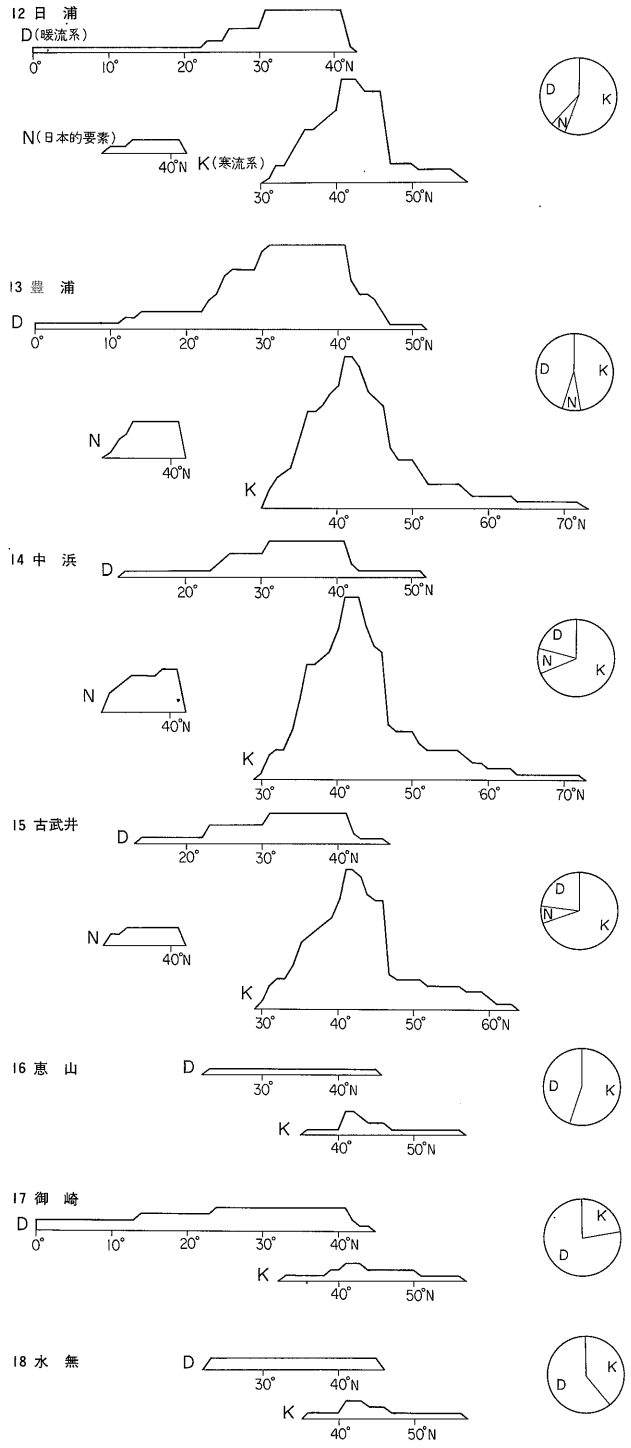 12 日浦
D(暖流系)
0° 10° 20° 30° 40°N
N(日本的要素)
40°N
K(寒流系)
30° 40° 50°N
D K N
13 豊浦
D
0° 10° 20° 30° 40° 50°N
N
40°N
K
40° 50° 60° 70°N
D K N
14 中浜
D
20° 30° 40° 50°N
N
40°N
K
30° 40° 50° 60° 70°N
D N K
15 古武井
D
20° 30° 40°N
N
40°N
K
30° 40° 50° 60°N
D N K
16 恵山
D
30° 40°N
K
40° 50°N
D K
17 御崎
D
0° 10° 20° 30° 40°N
K
40° 50°N
K D
18 水無
D
30° 40°N
K
40° 50°N
D K